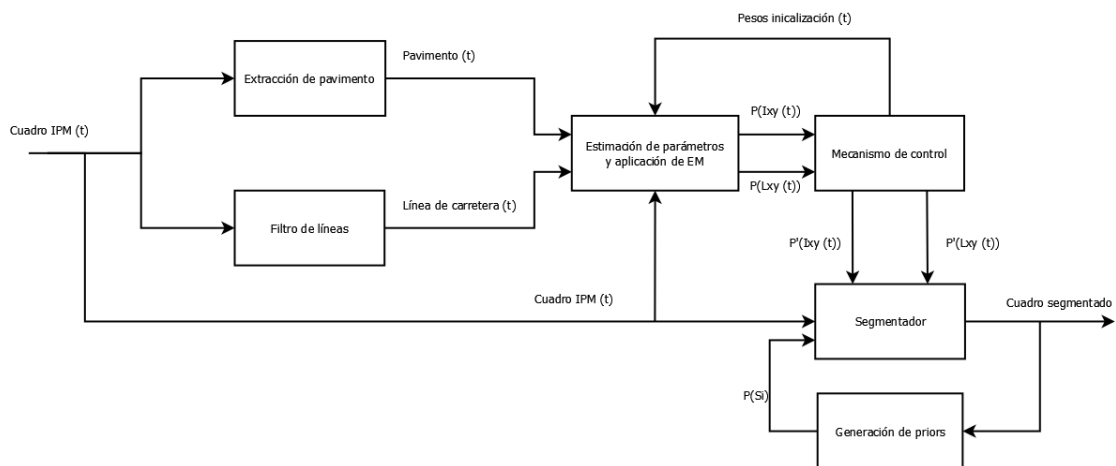 Pesos inicalización (t)
Pavimento (t)
Extracción de pavimento
Cuadro IPM (t)
P(Ixy (t))
Estimación de parámetros
y aplicación de EM
Mecanismo de control
P(Lxy (t))
Línea de carretera (t)
Filtro de líneas
P'(Ixy (t))
P'(Lxy (t))
Cuadro IPM (t)
Cuadro segmentado
Segmentador
P(Si)
Generación de priors